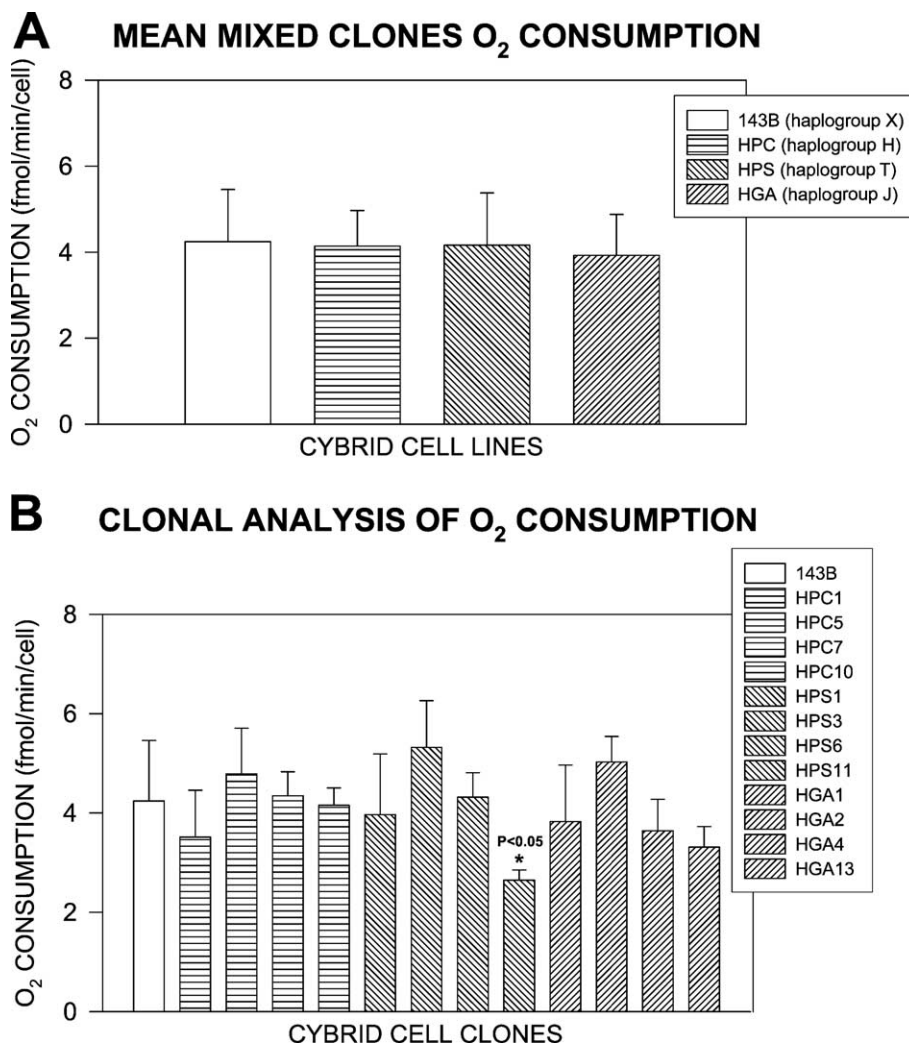 A MEAN MIXED CLONES O₂ CONSUMPTION
O₂ CONSUMPTION (fmol/min/cell)
8
6
4
2
0
143B (haplogroup X)
HPC (haplogroup H)
HPS (haplogroup T)
HGA (haplogroup J)
CYBRID CELL LINES
B CLONAL ANALYSIS OF O₂ CONSUMPTION
O₂ CONSUMPTION (fmol/min/cell)
8
6
4
2
0
P<0.05
*
143B
HPC1
HPC5
HPC7
HPC10
HPS1
HPS3
HPS6
HPS11
HGA1
HGA2
HGA4
HGA13
CYBRID CELL CLONES